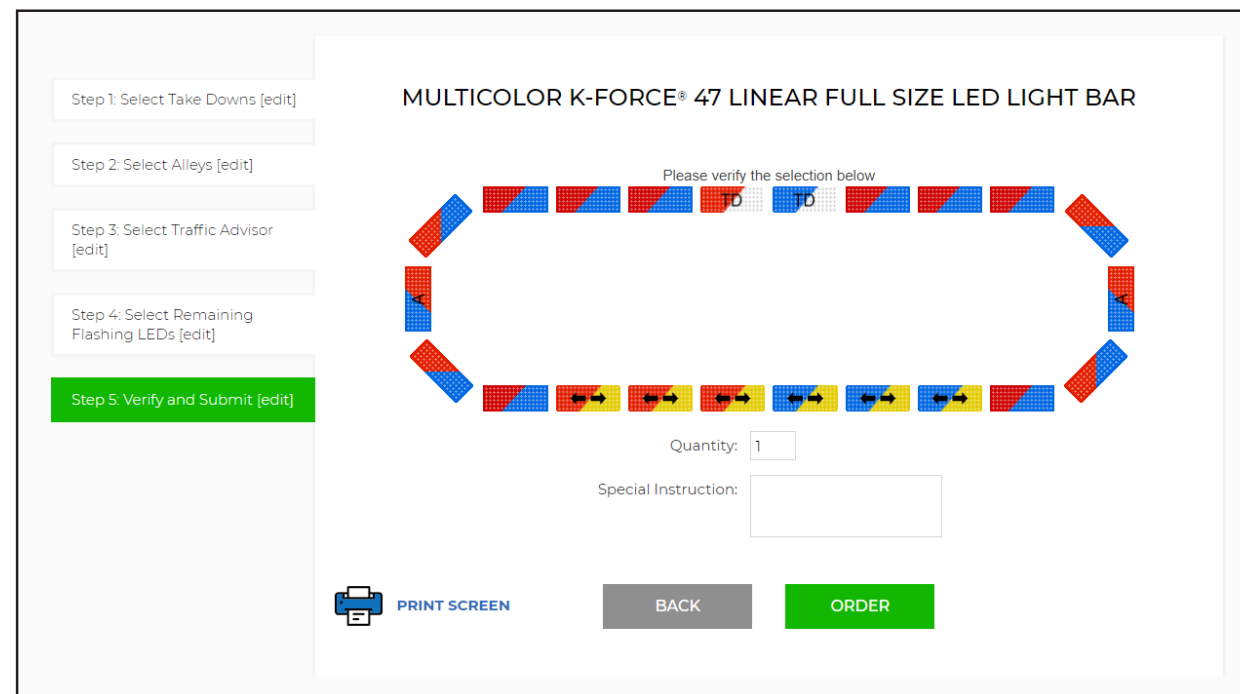 Step 1: Select Take Downs [edit]
Step 2: Select Alleys [edit]
Step 3: Select Traffic Advisor
[edit]
Step 4: Select Remaining
Flashing LEDs [edit]
Step 5: Verify and Submit [edit]
MULTICOLOR K-FORCE® 47 LINEAR FULL SIZE LED LIGHT BAR
Please verify the selection below
TD TD
A A
Quantity: 1
Special Instruction:
PRINT SCREEN
BACK
ORDER